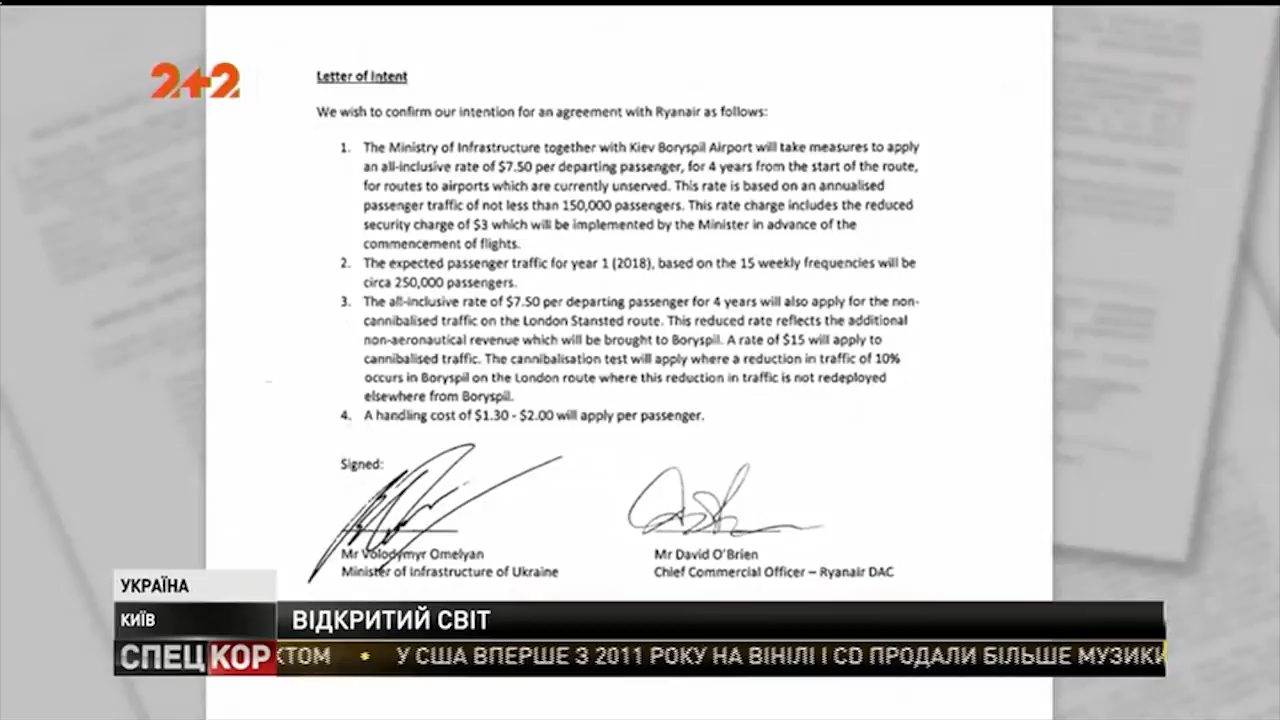 2+2
Letter of Intent
We wish to confirm our intention for an agreement with Ryanair as follows:
1. The Ministry of Infrastructure together with Kiev Boryspil Airport will take measures to apply
an all-inclusive rate of $7.50 per departing passenger, for 4 years from the start of the route,
for routes to airports which are currently unserved. This rate is based on an annualised
passenger traffic of not less than 150,000 passengers. This rate charge includes the reduced
security charge of $3 which will be implemented by the Minister in advance of the
commencement of flights.
2. The expected passenger traffic for year 1 (2018), based on the 15 weekly frequencies will be
circa 250,000 passengers.
3. The all-inclusive rate of $7.50 per departing passenger for 4 years will also apply for the non-
cannibalised traffic on the London Stansted route. This reduced rate reflects the additional
non-aeronautical revenue which will be brought to Boryspil. A rate of $15 will apply to
cannibalised traffic. The cannibalisation test will apply where a reduction in traffic of 10%
occurs in Boryspil on the London route where this reduction in traffic is not redeployed
elsewhere from Boryspil.
4. A handling cost of $1.30 - $2.00 will apply per passenger.
Signed:
Mr Volodymyr Omelyan
Minister of Infrastructure of Ukraine
Mr David O'Brien
Chief Commercial Officer – Ryanair DAC
УКРАЇНА
КИЇВ
ВІДКРИТИЙ СВІТ
СПЕЦКОР
КТОМ • У США ВПЕРШЕ З 2011 РОКУ НА ВІНІЛІ І CD ПРОДАЛИ БІЛЬШЕ МУЗИКИ